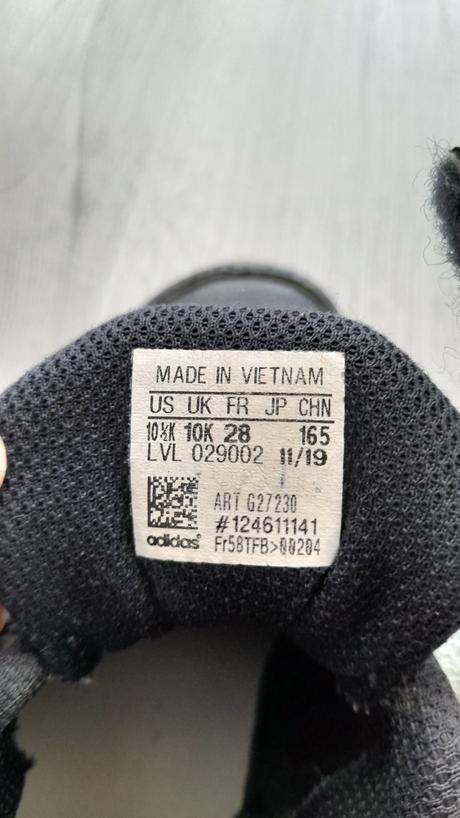 MADE IN VIETNAM
US UK FR JP CHN
10½K 10K 28 165
LVL 029002 11/19
ART G27230
#124611141
adidas Fr58TFB>00204